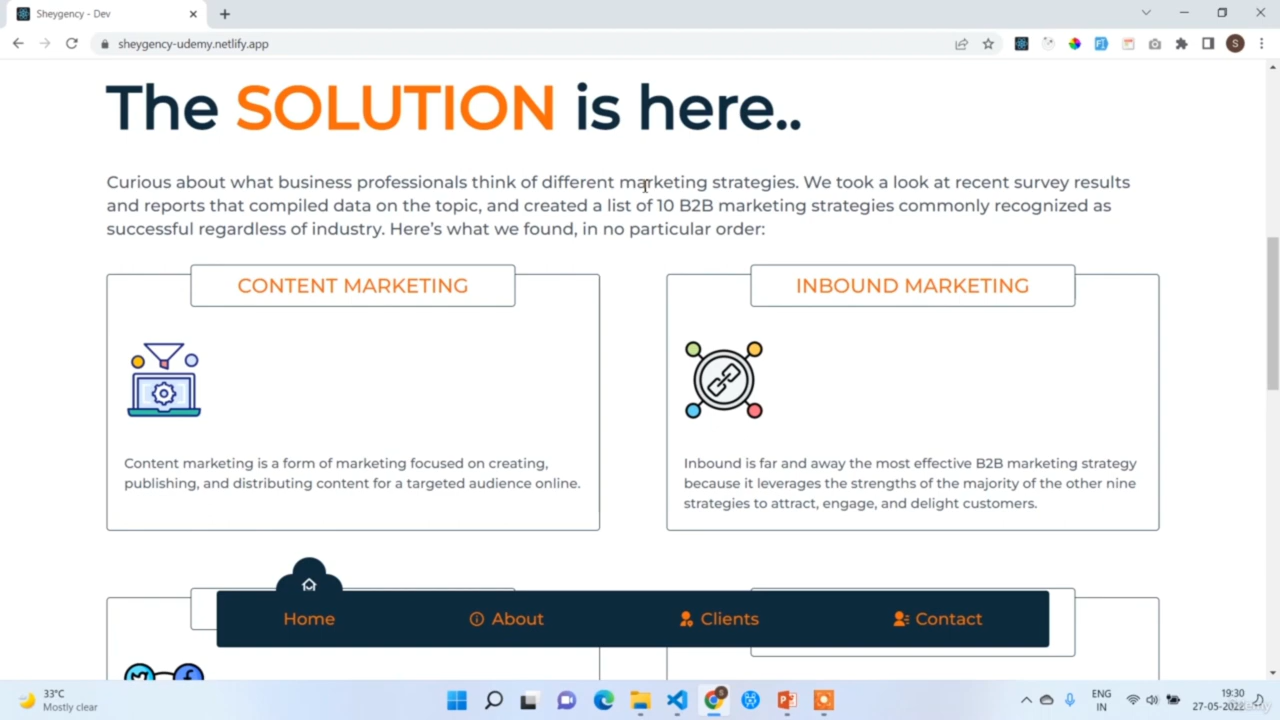 Sheygency - Dev
sheygency-udemy.netlify.app
S
The SOLUTION is here..
Curious about what business professionals think of different marketing strategies. We took a look at recent survey results
and reports that compiled data on the topic, and created a list of 10 B2B marketing strategies commonly recognized as
successful regardless of industry. Here's what we found, in no particular order:
CONTENT MARKETING
INBOUND MARKETING
Content marketing is a form of marketing focused on creating,
publishing, and distributing content for a targeted audience online.
Inbound is far and away the most effective B2B marketing strategy
because it leverages the strengths of the majority of the other nine
strategies to attract, engage, and delight customers.
Home
About
Clients
Contact
33°C
Mostly clear
S
ENG
IN
19:30
27-05-2022
Udemy